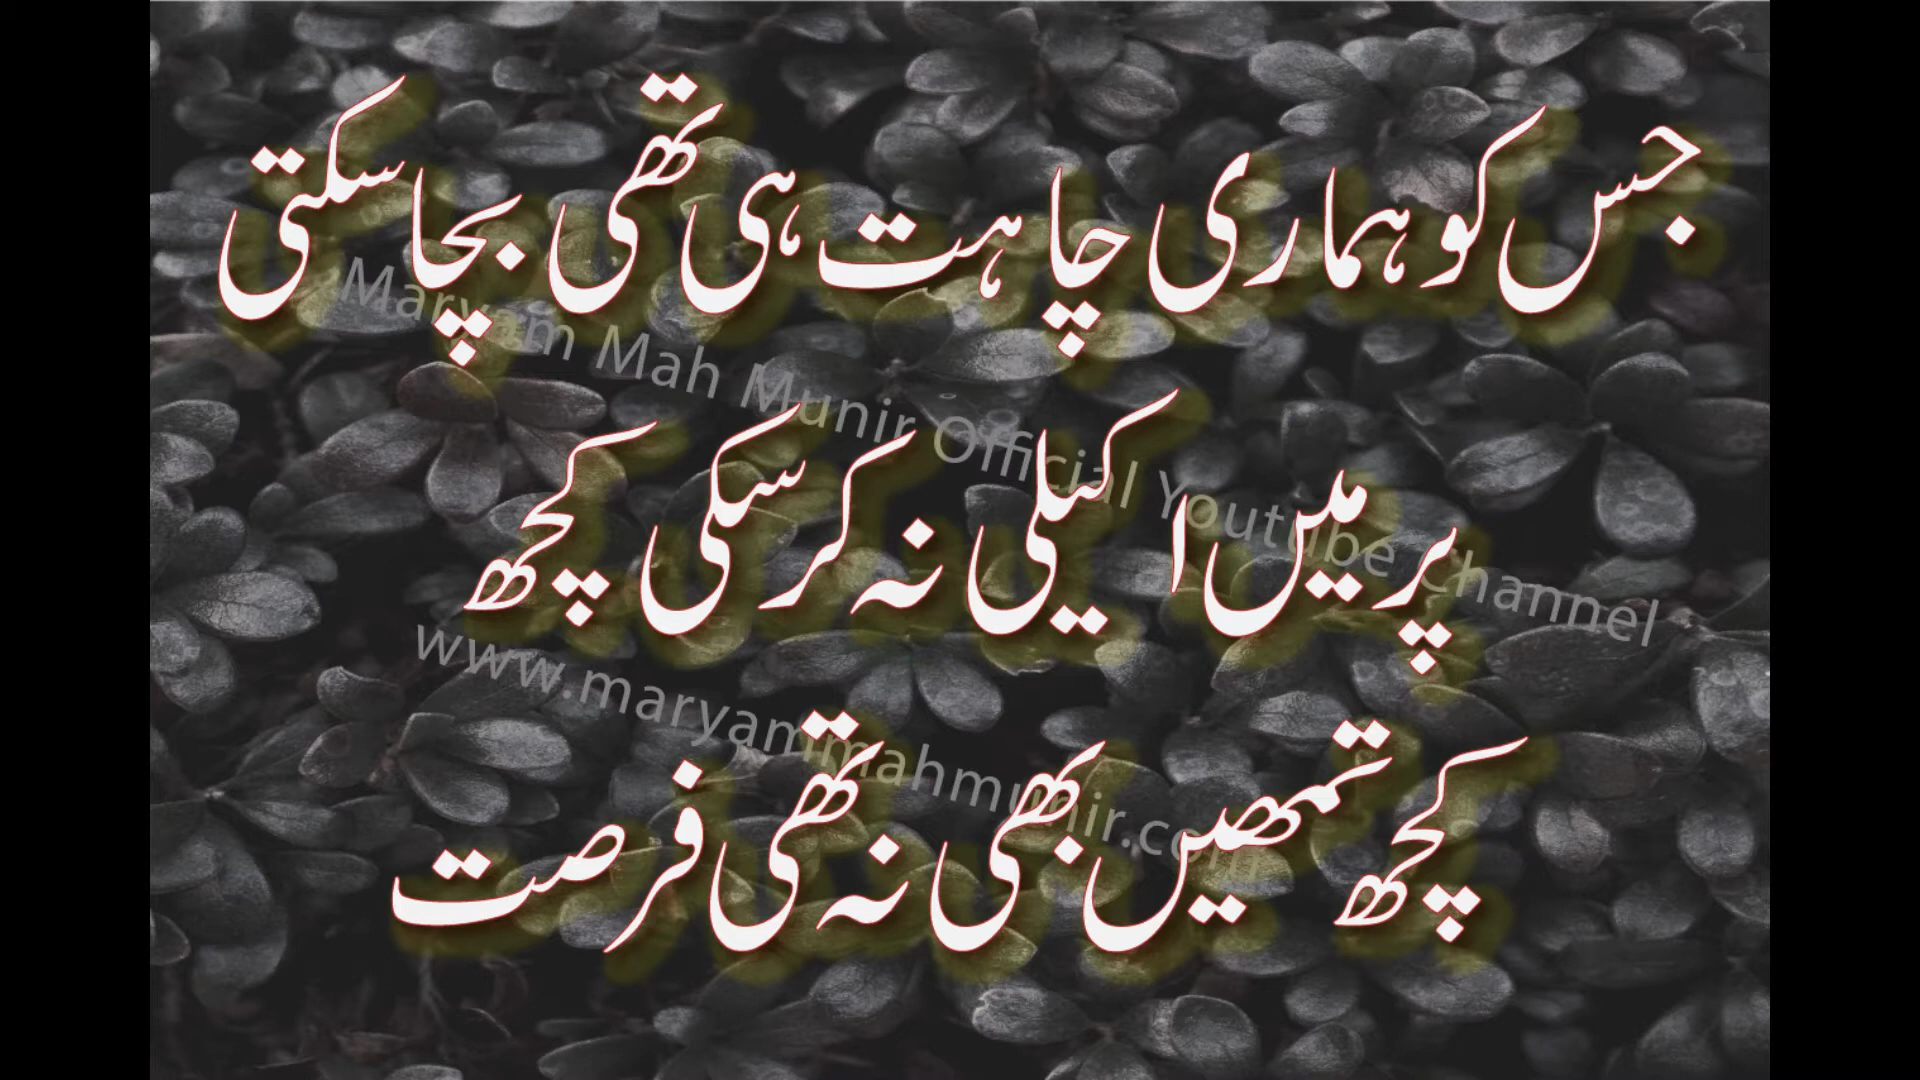 جس کو ہماری چاہت ہی تھی بچا سکتی
Maryam Mah Munir Official Youtube Channel
پر میں اکیلی نہ کر سکی کچھ
www.maryammahmunir.com
کچھ تمھیں بھی نہ تھی فرصت